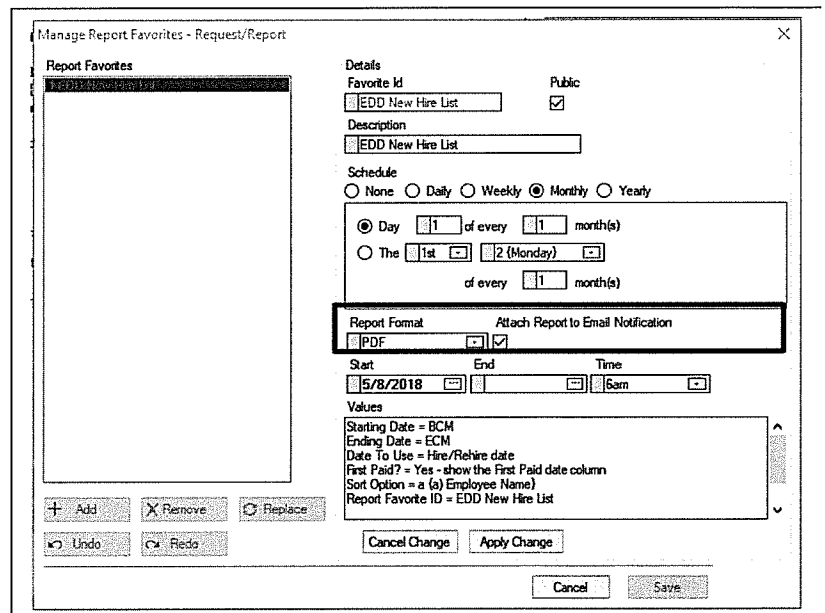 Manage Report Favorites - Request/Report
Report Favorites
EDD New Hire List
Details
Favorite Id Public
EDD New Hire List
Description
EDD New Hire List
Schedule
None Daily Weekly Monthly Yearly
Day 1 of every 1 month(s)
The 1st 2 {Monday}
of every 1 month(s)
Report Format Attach Report to Email Notification
PDF
Start End Time
5/8/2018 6am
Values
Starting Date = BCM
Ending Date = ECM
Date To Use = Hire/Rehire date
First Paid? = Yes - show the First Paid date column
Sort Option = a {a} Employee Name}
Report Favorite ID = EDD New Hire List
+ Add X Remove Replace
Undo Redo
Cancel Change Apply Change
Cancel Save